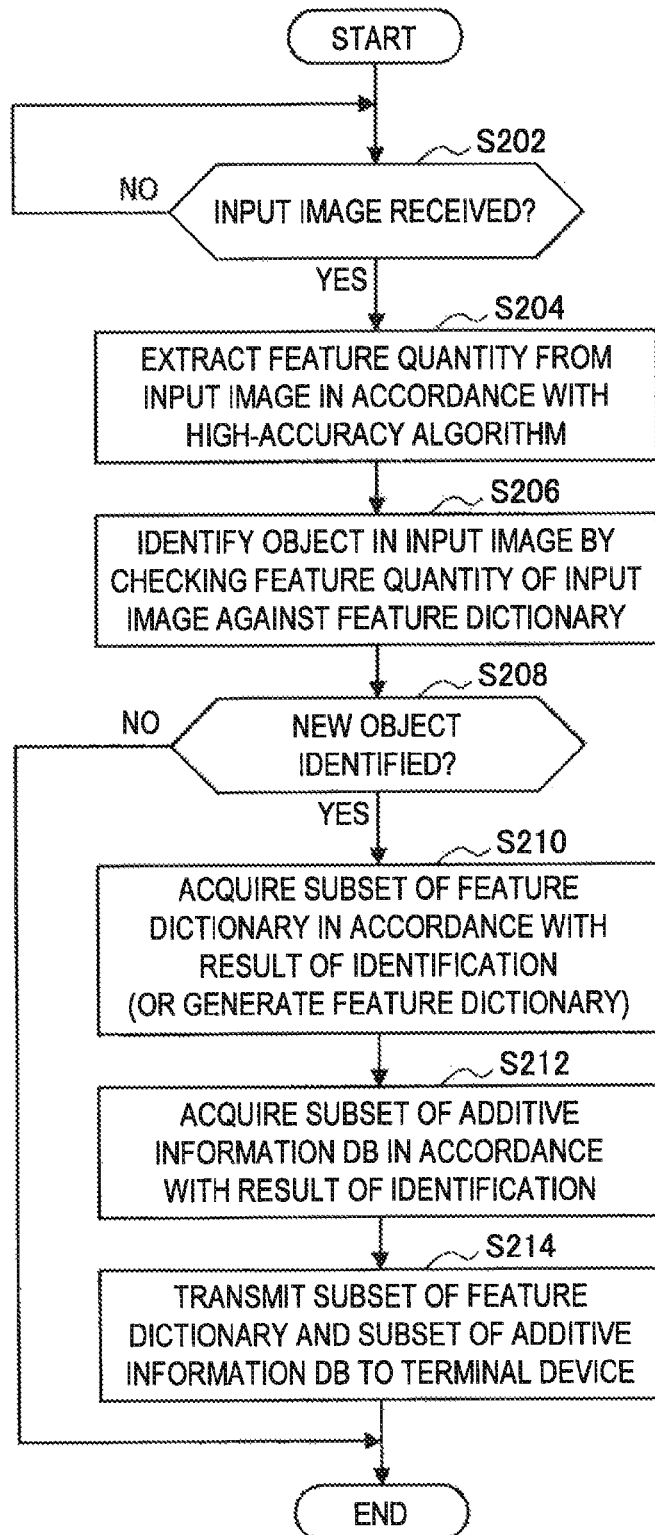 START
S202
NO
INPUT IMAGE RECEIVED?
YES
S204
EXTRACT FEATURE QUANTITY FROM
INPUT IMAGE IN ACCORDANCE WITH
HIGH-ACCURACY ALGORITHM
S206
IDENTIFY OBJECT IN INPUT IMAGE BY
CHECKING FEATURE QUANTITY OF INPUT
IMAGE AGAINST FEATURE DICTIONARY
S208
NO
NEW OBJECT
IDENTIFIED?
YES
S210
ACQUIRE SUBSET OF FEATURE
DICTIONARY IN ACCORDANCE WITH
RESULT OF IDENTIFICATION
(OR GENERATE FEATURE DICTIONARY)
S212
ACQUIRE SUBSET OF ADDITIVE
INFORMATION DB IN ACCORDANCE
WITH RESULT OF IDENTIFICATION
S214
TRANSMIT SUBSET OF FEATURE
DICTIONARY AND SUBSET OF ADDITIVE
INFORMATION DB TO TERMINAL DEVICE
END